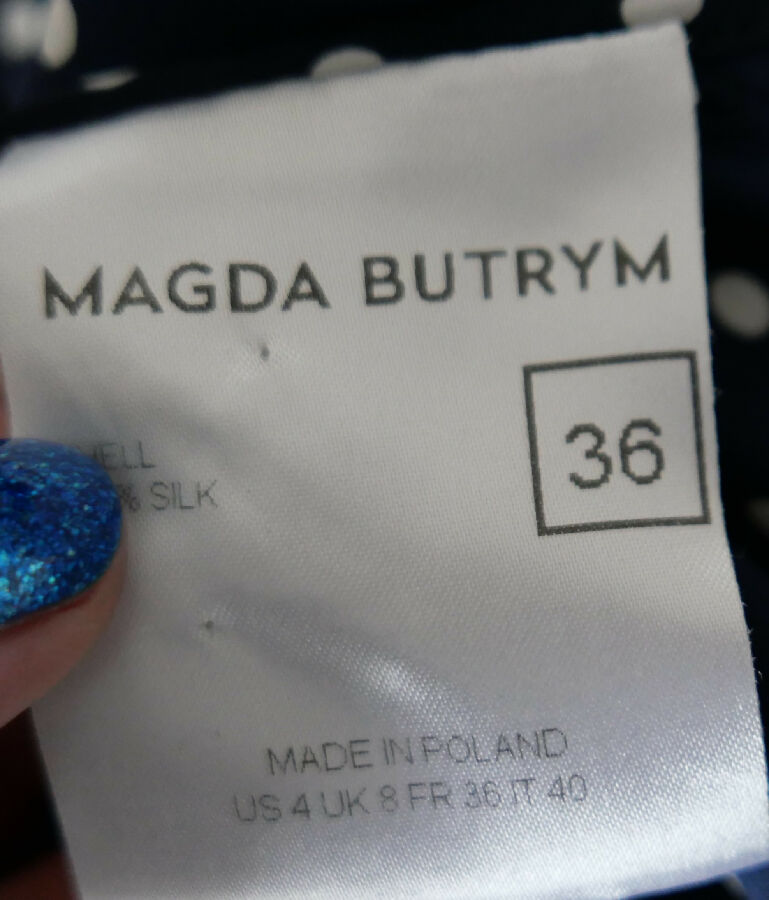 MAGDA BUTRYM
36
% SILK
MADE IN POLAND
US 4 UK 8 FR 36 IT 40